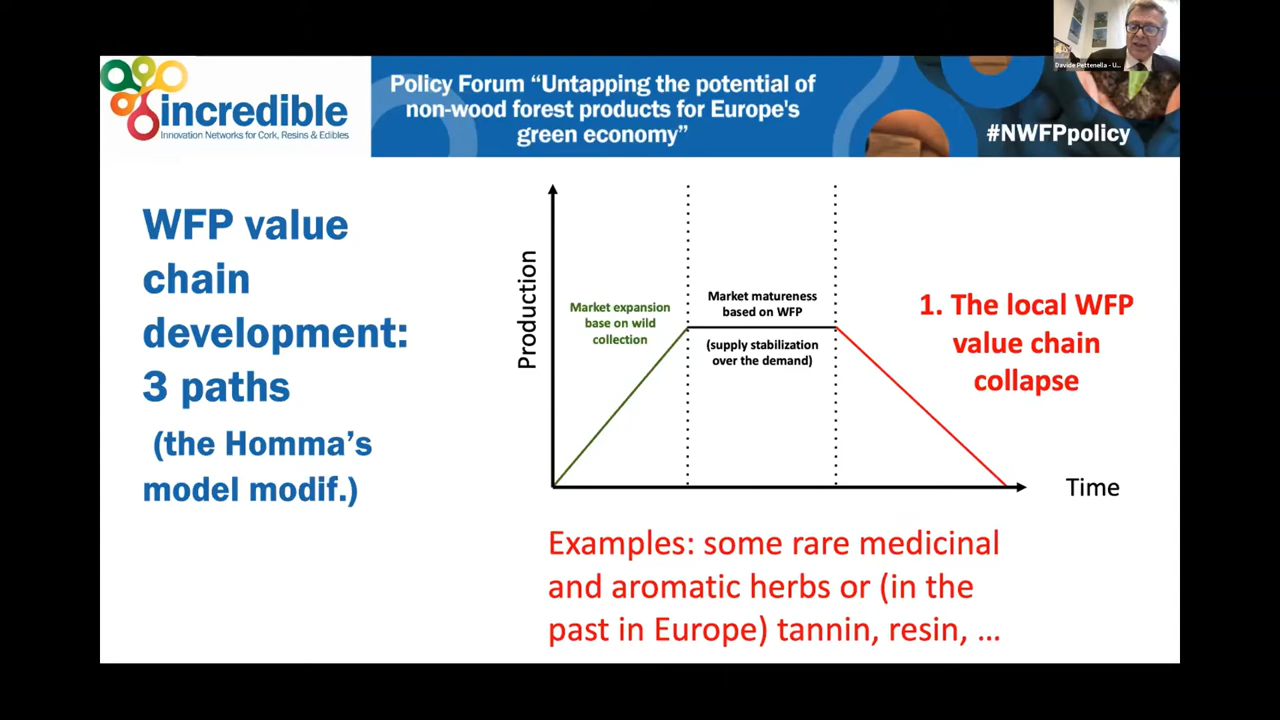 incredible
Innovation Networks for Cork, Resins & Edibles
Policy Forum “Untapping the potential of
non-wood forest products for Europe's
green economy”
#NWFPpolicy
Davide Pettenella - U...
WFP value
chain
development:
3 paths
(the Homma’s
model modif.)
Production
Market expansion
base on wild
collection
Market matureness
based on WFP
(supply stabilization
over the demand)
1. The local WFP
value chain
collapse
Time
Examples: some rare medicinal
and aromatic herbs or (in the
past in Europe) tannin, resin, ...